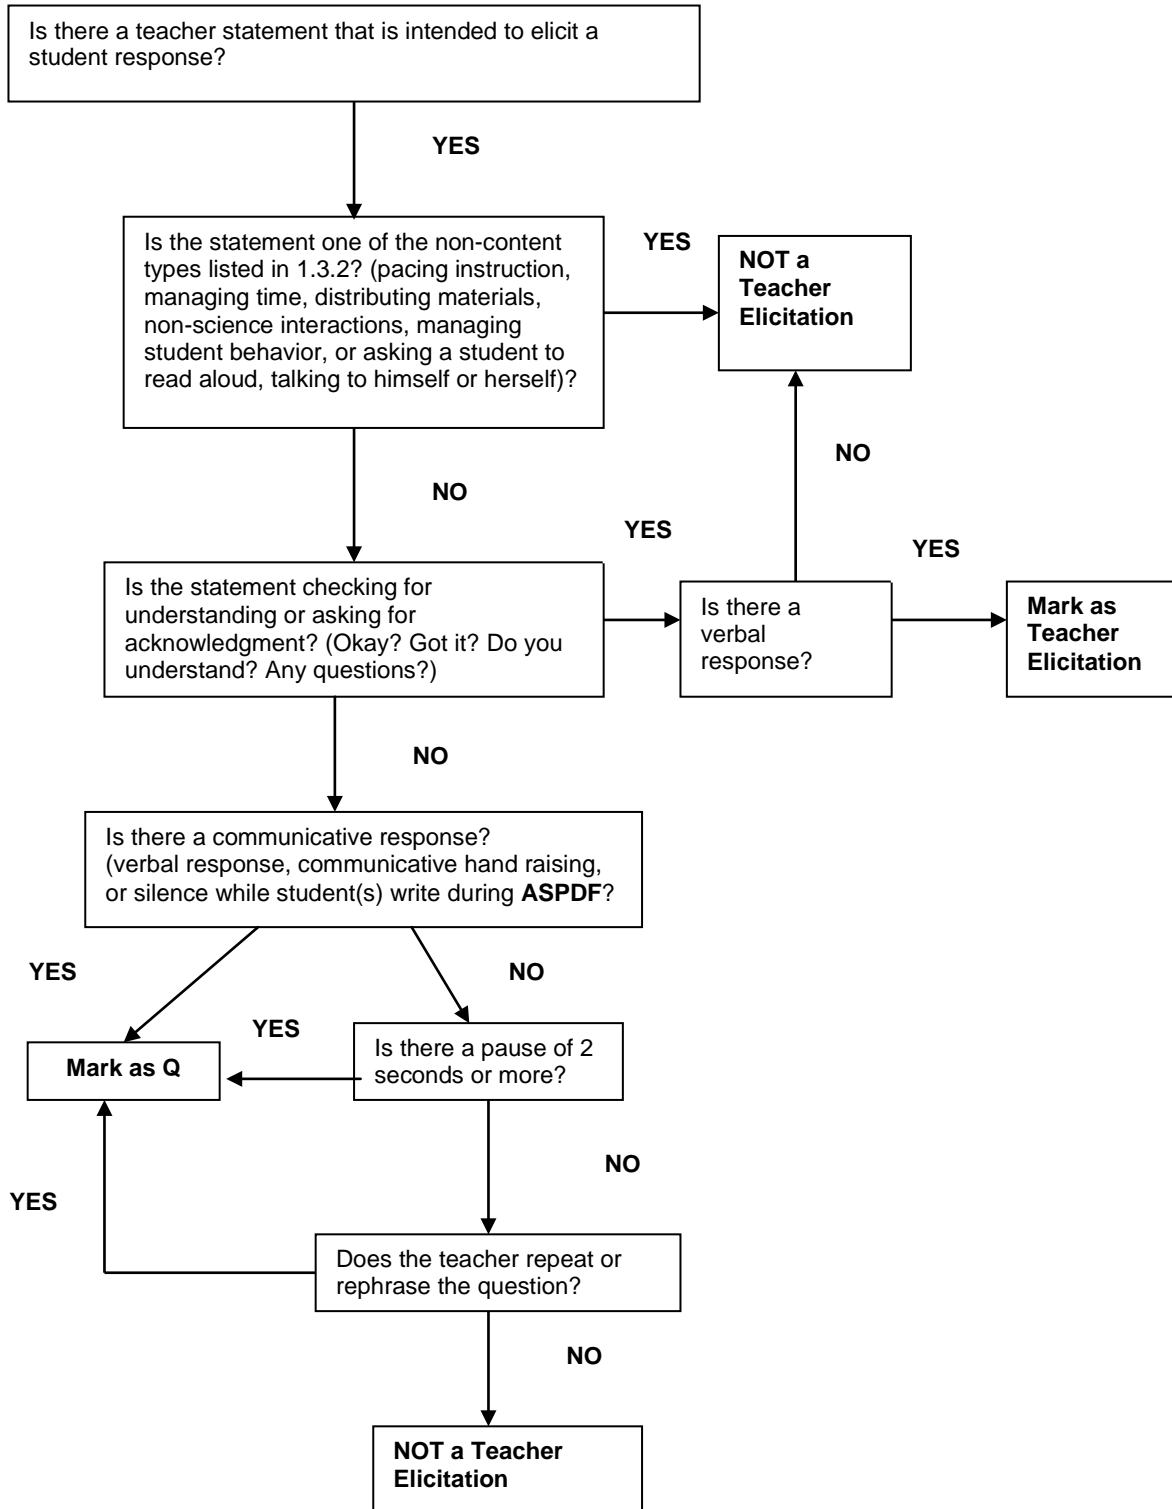 Is there a teacher statement that is intended to elicit a
student response?
YES
Is the statement one of the non-content
types listed in 1.3.2? (pacing instruction,
managing time, distributing materials,
non-science interactions, managing
student behavior, or asking a student to
read aloud, talking to himself or herself)?
YES
NOT a
Teacher
Elicitation
NO
NO
Is the statement checking for
understanding or asking for
acknowledgment? (Okay? Got it? Do you
understand? Any questions?)
YES
Is there a
verbal
response?
YES
Mark as
Teacher
Elicitation
NO
Is there a communicative response?
(verbal response, communicative hand raising,
or silence while student(s) write during ASPDF?
YES
NO
Mark as Q
YES
Is there a pause of 2
seconds or more?
NO
YES
Does the teacher repeat or
rephrase the question?
NO
NOT a Teacher
Elicitation